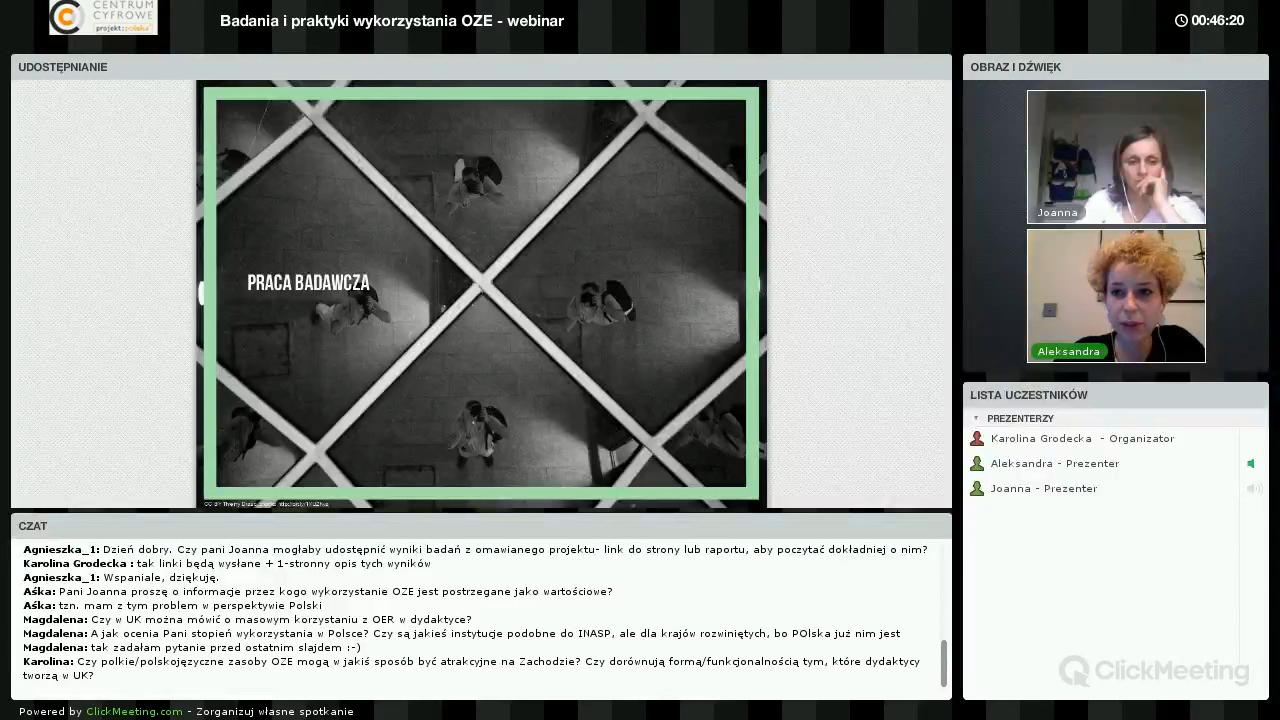 CENTRUM
CYFROWE
projekt: polska
Badania i praktyki wykorzystania OZE - webinar
00:46:20
UDOSTĘPNIANIE
PRACA BADAWCZA
OBRAZ I DŹWIĘK
Joanna
Aleksandra
LISTA UCZESTNIKÓW
PREZENTERZY
Karolina Grodecka - Organizator
Aleksandra - Prezenter
Joanna - Prezenter
CZAT
Agnieszka_1: Dzień dobry. Czy pani Joanna mogłaby udostępnić wyniki badań z omawianego projektu- link do strony lub raportu, aby poczytać dokładniej o nim?
Karolina Grodecka : tak linki będą wysłane + 1-stronny opis tych wyników
Agnieszka_1: Wspaniale, dziękuję.
Aśka: Pani Joanna proszę o informacje przez kogo wykorzystanie OZE jest postrzegane jako wartościowe?
Aśka: tzn. mam z tym problem w perspektywie Polski
Magdalena: Czy w UK można mówić o masowym korzystaniu z OER w dydaktyce?
Magdalena: A jak ocenia Pani stopień wykorzystania w Polsce? Czy są jakieś instytucje podobne do INASP, ale dla krajów rozwiniętych, bo POlska już nim jest
Magdalena: tak zadałam pytanie przed ostatnim slajdem :-)
Karolina: Czy polkie/polskojęzyczne zasoby OZE mogą w jakiś sposób być atrakcyjne na Zachodzie? Czy dorównują formą/funkcjonalnością tym, które dydaktycy
tworzą w UK?
ClickMeeting
Powered by ClickMeeting.com - Zorganizuj własne spotkanie